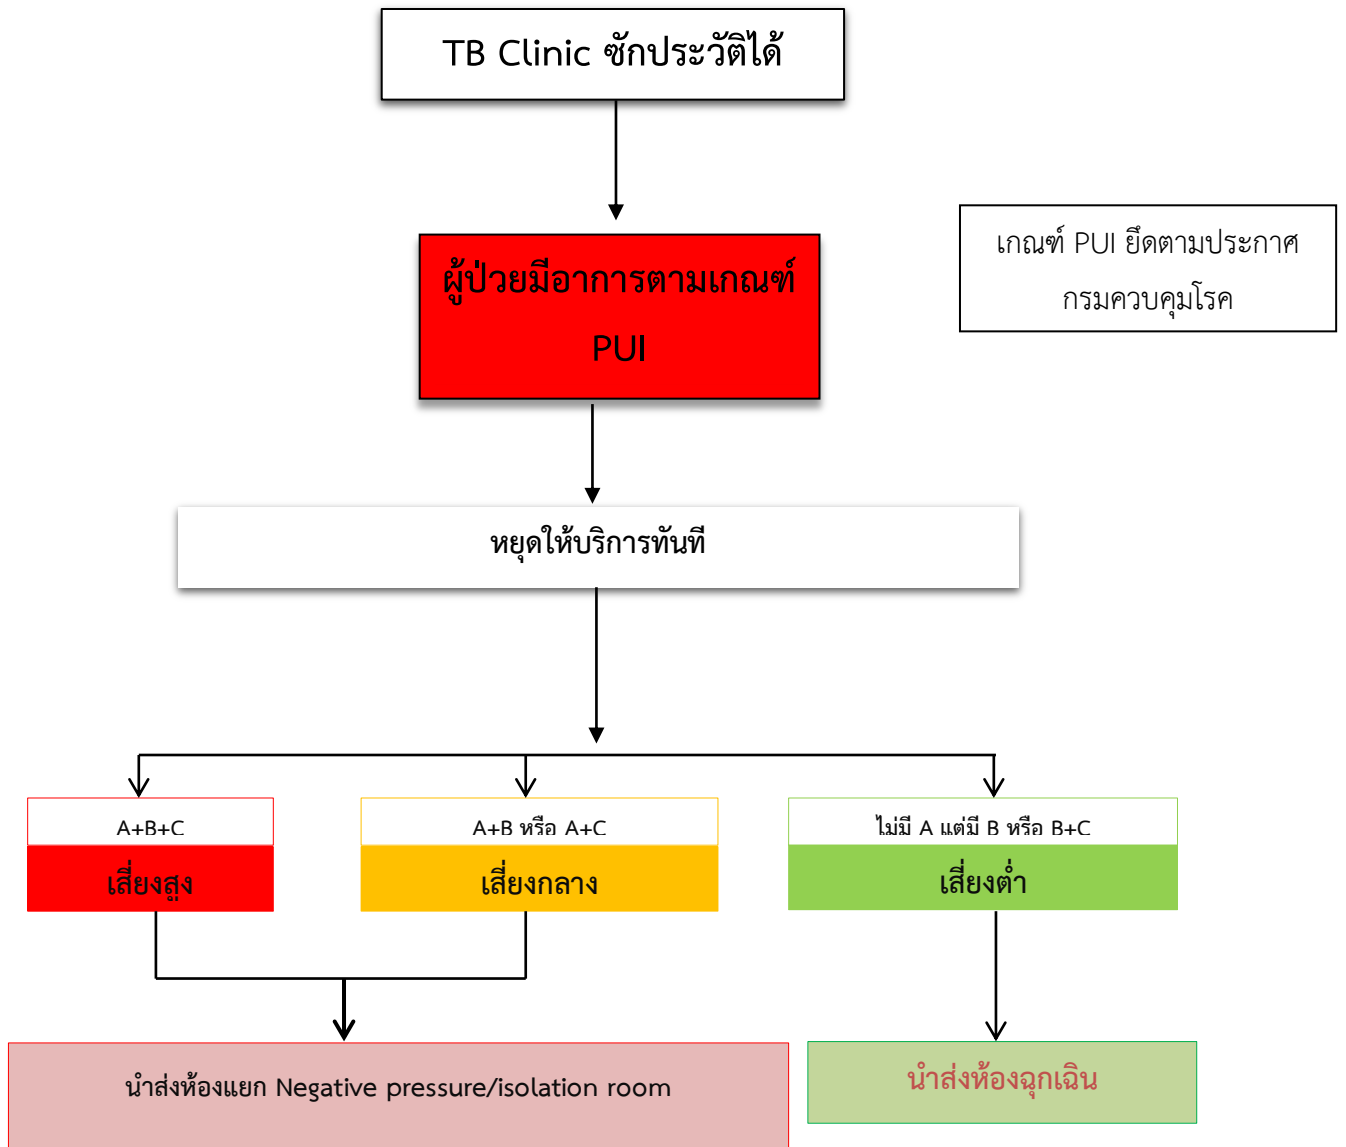 TB Clinic ซักประวัติได้
ผู้ป่วยมีอาการตามเกณฑ์
PUI
เกณฑ์ PUI ยึดตามประกาศ
กรมควบคุมโรค
หยุดให้บริการทันที
A+B+C
เสี่ยงสูง
A+B หรือ A+C
เสี่ยงกลาง
ไม่มี A แต่มี B หรือ B+C
เสี่ยงต่ำ
นำส่งห้องแยก Negative pressure/isolation room
นำส่งห้องฉุกเฉิน